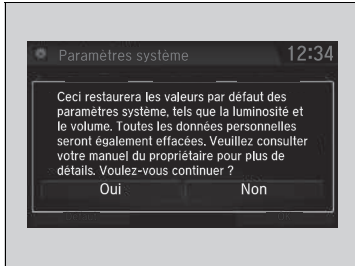 Paramètres système
12:34
Ceci restaurera les valeurs par défaut des
paramètres système, tels que la luminosité et
le volume. Toutes les données personnelles
seront également effacées. Veuillez consulter
votre manuel du propriétaire pour plus de
détails. Voulez-vous continuer ?
Oui
Non